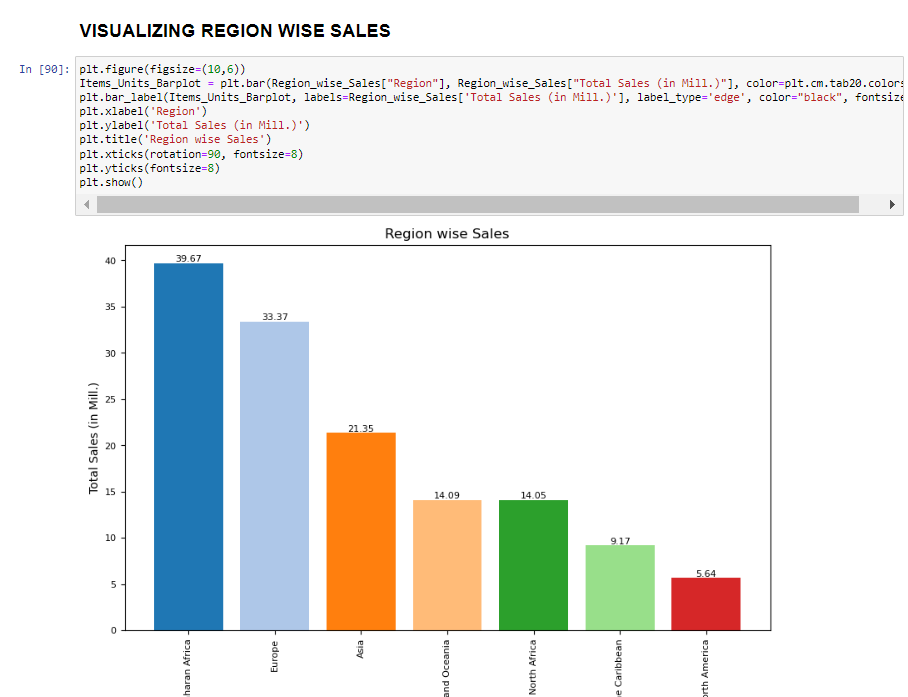 VISUALIZING REGION WISE SALES
In [90]:
plt.figure(figsize=(10,6))
Items_Units_Barplot = plt.bar(Region_wise_Sales["Region"], Region_wise_Sales["Total Sales (in Mill.)"], color=plt.cm.tab20.colors
plt.bar_label(Items_Units_Barplot, labels=Region_wise_Sales['Total Sales (in Mill.)'], label_type='edge', color="black", fontsize
plt.xlabel('Region')
plt.ylabel('Total Sales (in Mill.)')
plt.title('Region wise Sales')
plt.xticks(rotation=90, fontsize=8)
plt.yticks(fontsize=8)
plt.show()
Region wise Sales
Total Sales (in Mill.)
40
35
30
25
20
15
10
5
0
39.67
33.37
21.35
14.09
14.05
9.17
5.64
haran Africa
Europe
Asia
and Oceania
North Africa
e Caribbean
rth America